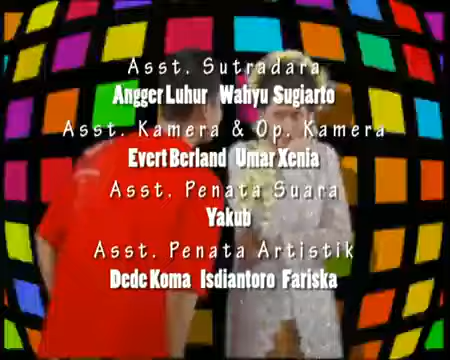 Asst. Sutradara
Angger Luhur Wahyu Sugiarto
Asst. Kamera & Op. Kamera
Evert Berland Umar Xenia
Asst. Penata Suara
Yakub
Asst. Penata Artistik
Dede Koma Isdiantoro Fariska